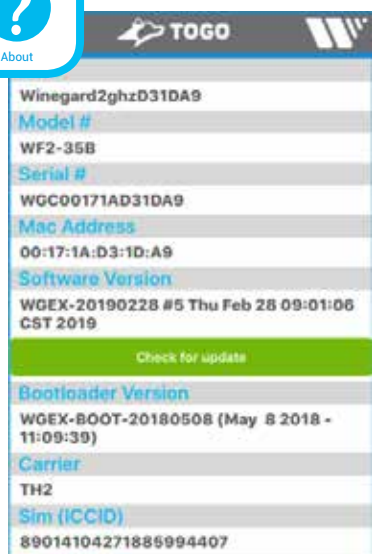 ?
About
TOGO
W
Winegard2ghzD31DA9
Model #
WF2-35B
Serial #
WGC00171AD31DA9
Mac Address
00:17:1A:D3:1D:A9
Software Version
WGEX-20190228 #5 Thu Feb 28 09:01:06
CST 2019
Check for update
Bootloader Version
WGEX-BOOT-20180508 (May 8 2018 -
11:09:39)
Carrier
TH2
Sim (ICCID)
89014104271885994407